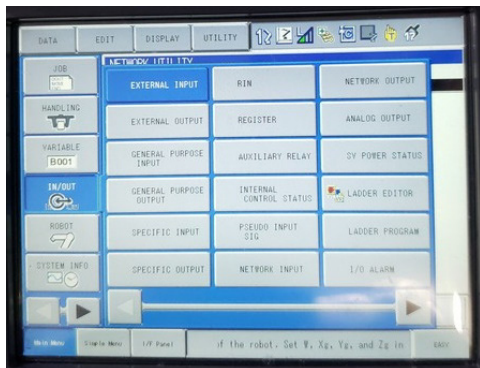 DATA EDIT DISPLAY UTILITY
NETWORK UTILITY
JOB
HANDLING
VARIABLE
B001
IN/OUT
ROBOT
SYSTEM INFO
EXTERNAL INPUT
EXTERNAL OUTPUT
GENERAL PURPOSE
INPUT
GENERAL PURPOSE
OUTPUT
SPECIFIC INPUT
SPECIFIC OUTPUT
RIN
REGISTER
AUXILIARY RELAY
INTERNAL
CONTROL STATUS
PSEUDO INPUT
SIG
NETWORK INPUT
NETWORK OUTPUT
ANALOG OUTPUT
SV POWER STATUS
LADDER EDITOR
LADDER PROGRAM
I/O ALARM
Main Menu Simple Menu I/F Panel of the robot. Set W, Xg, Yg, and Zg in EASY